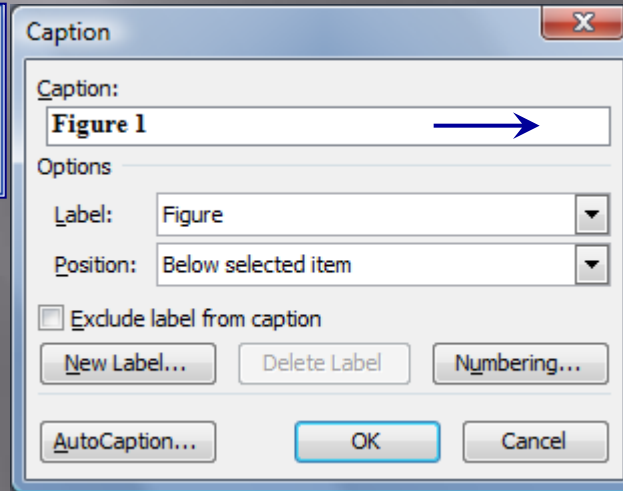 Caption
Caption:
Figure 1
Options
Label: Figure
Position: Below selected item
Exclude label from caption
New Label... Delete Label Numbering...
AutoCaption... OK Cancel